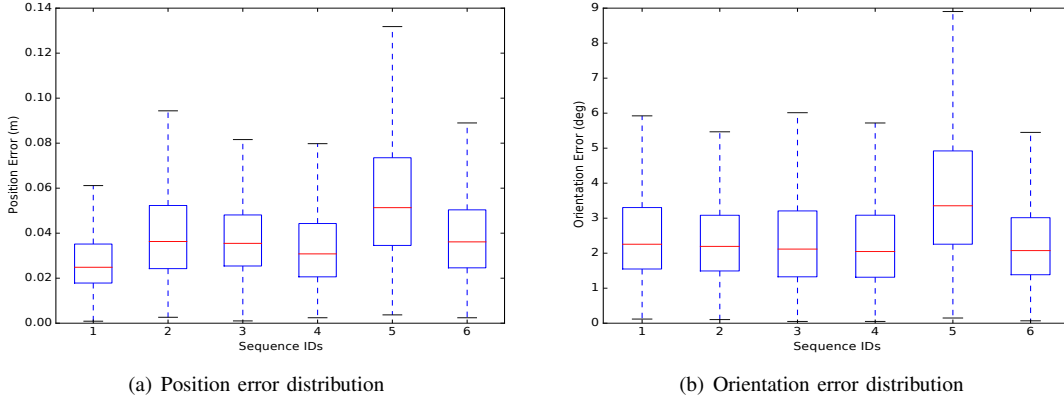 0.14
0.12
0.10
0.08
0.06
0.04
0.02
0.00
Position Error (m)
1 2 3 4 5 6
Sequence IDs
(a) Position error distribution
9
8
7
6
5
4
3
2
1
0
Orientation Error (deg)
1 2 3 4 5 6
Sequence IDs
(b) Orientation error distribution